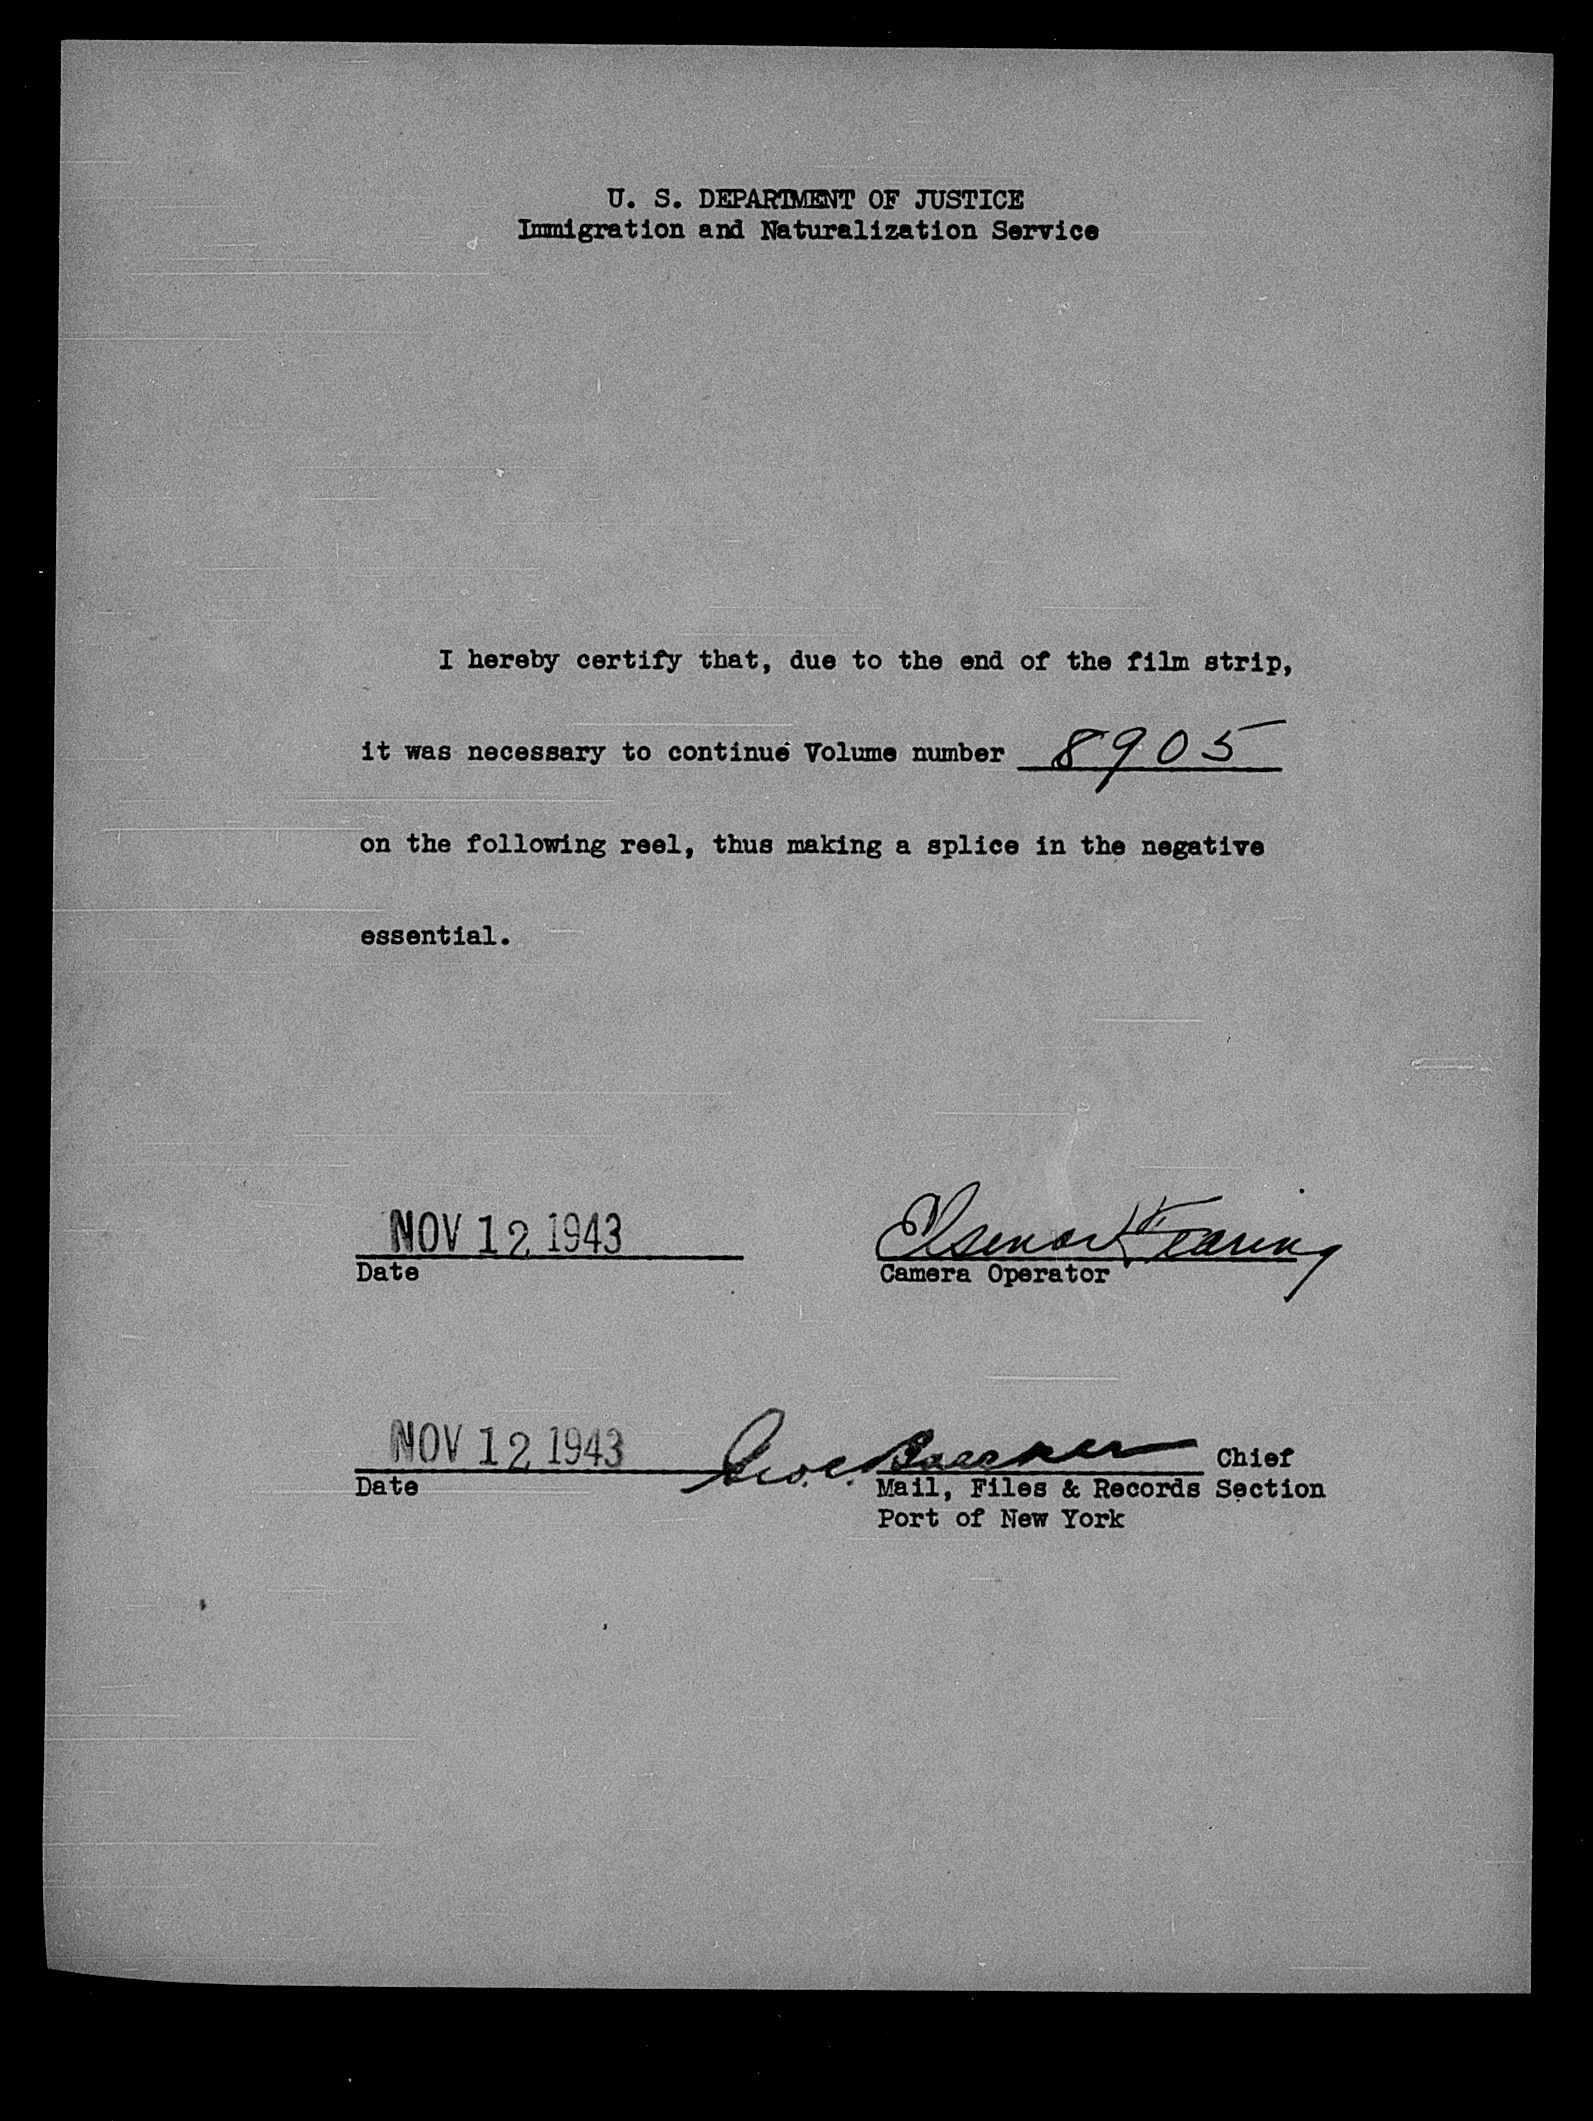 U. S. DEPARTMENT OF JUSTICE
Immigration and Naturalization Service
I hereby certify that, due to the end of the film strip,
it was necessary to continue Volume number 8905
on the following reel, thus making a splice in the negative
essential.
NOV 12 1943
Date
Camera Operator
NOV 12 1943 Geo. C. Chief
Date Mail, Files & Records Section
Port of New York